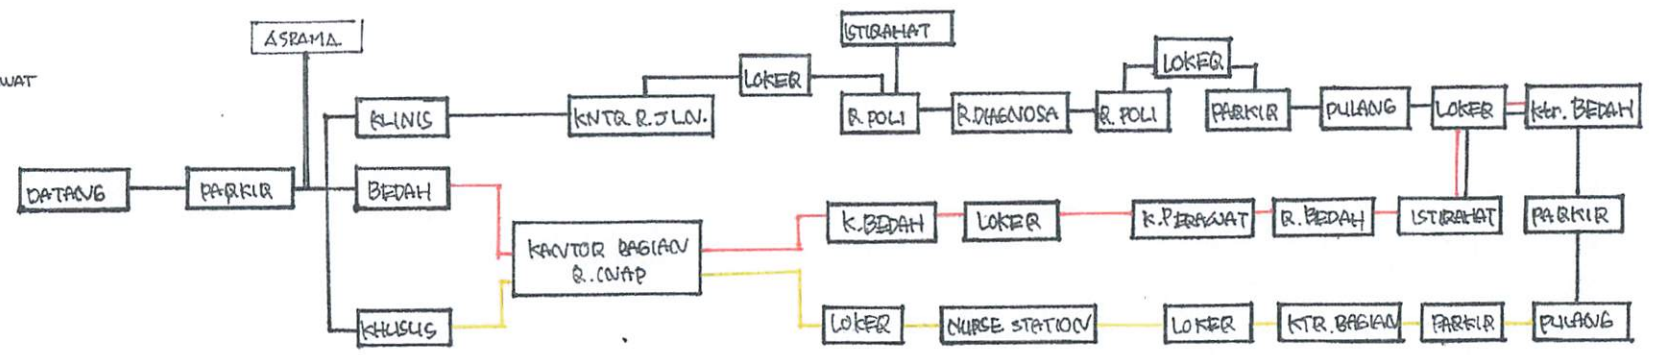 ASRAMA
WAT
ISTIRAHAT
LOKER
LOKER
KLINIS
KNTR R.JLN.
R.POLI
R.DIAGNOSA
R.POLI
PARKIR
PULANG
LOKER
Ktr. BEDAH
DATANG
PARKIR
BEDAH
KANTOR BAGIAN
R.INAP
K.BEDAH
LOKER
K.PERAWAT
R.BEDAH
ISTIRAHAT
PARKIR
KHUSUS
LOKER
NURSE STATION
LOKER
KTR.BAGIAN
PARKIR
PULANG